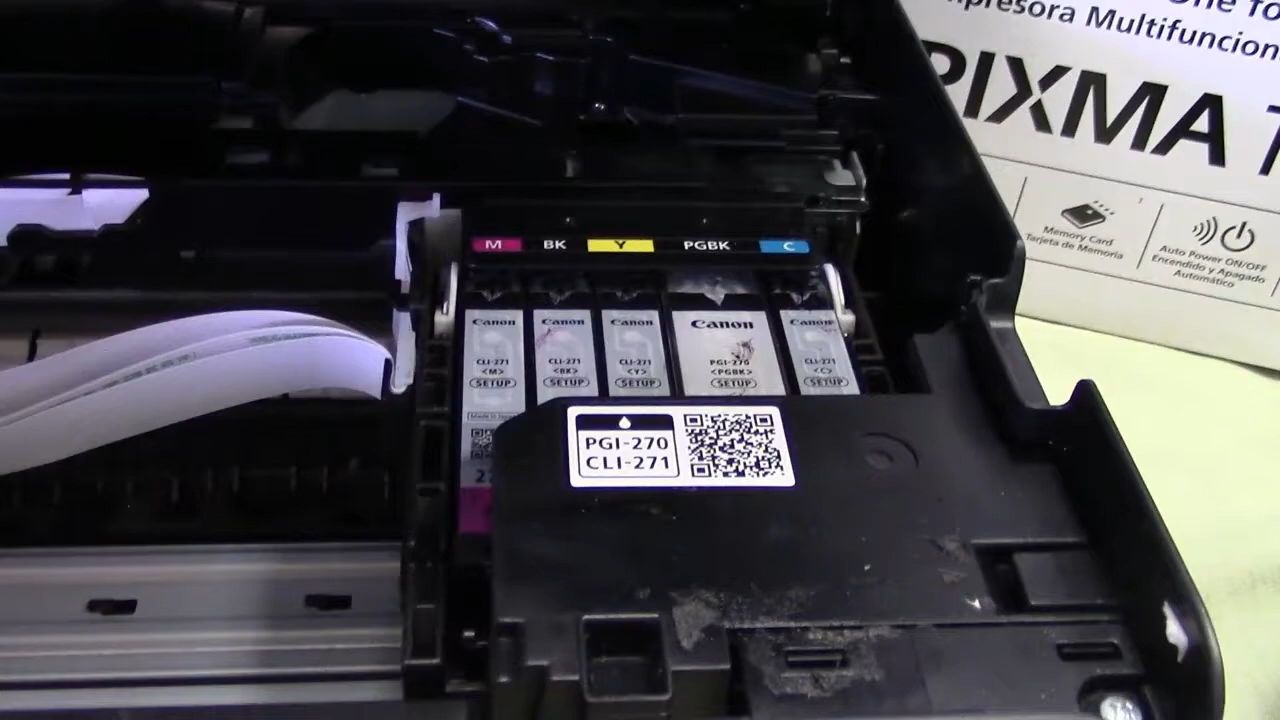 One fo
presora Multifuncion
PIXMA T
Memory Card
Tarjeta de Memoria
Auto Power ON/OFF
Encendido y Apagado
Automático
M BK Y PGBK C
Canon
CLI-271
<M>
SETUP
Canon
CLI-271
<BK>
SETUP
Canon
CLI-271
<Y>
SETUP
Canon
PGI-270
<PGBK>
SETUP
Canon
CLI-271
<C>
SETUP
PGI-270
CLI-271